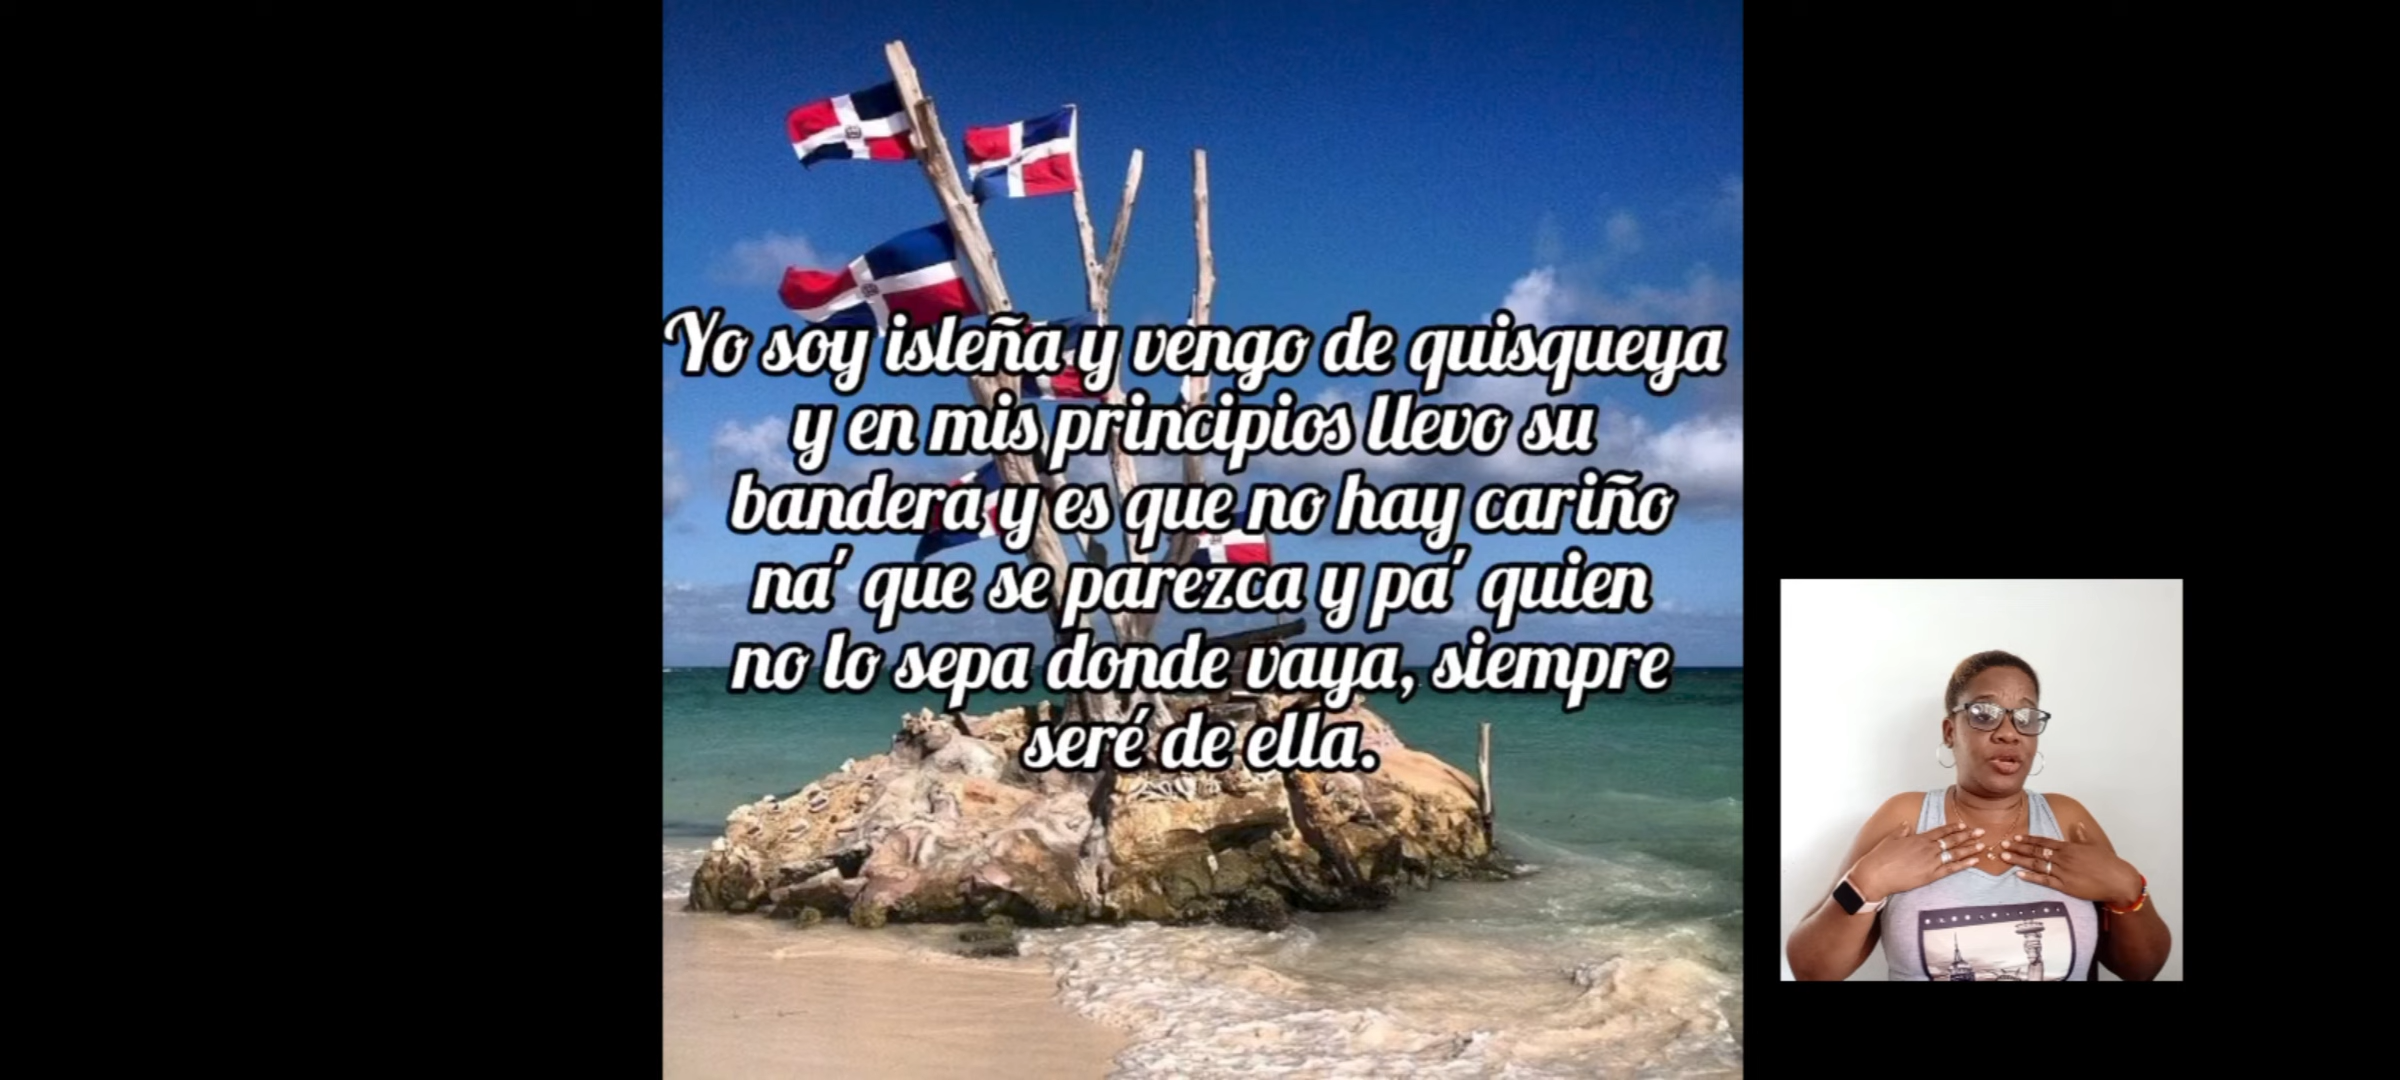 Yo soy isleña y vengo de quisqueya
y en mis principios llevo su
bandera y es que no hay cariño
na' que se parezca y pa' quien
no lo sepa donde vaya, siempre
seré de ella.